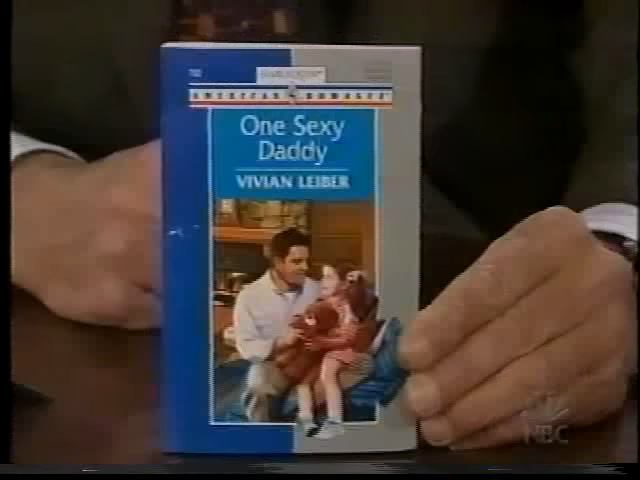 AMERICAN ROMANCE
One Sexy
Daddy
VIVIAN LEIBER
NBC